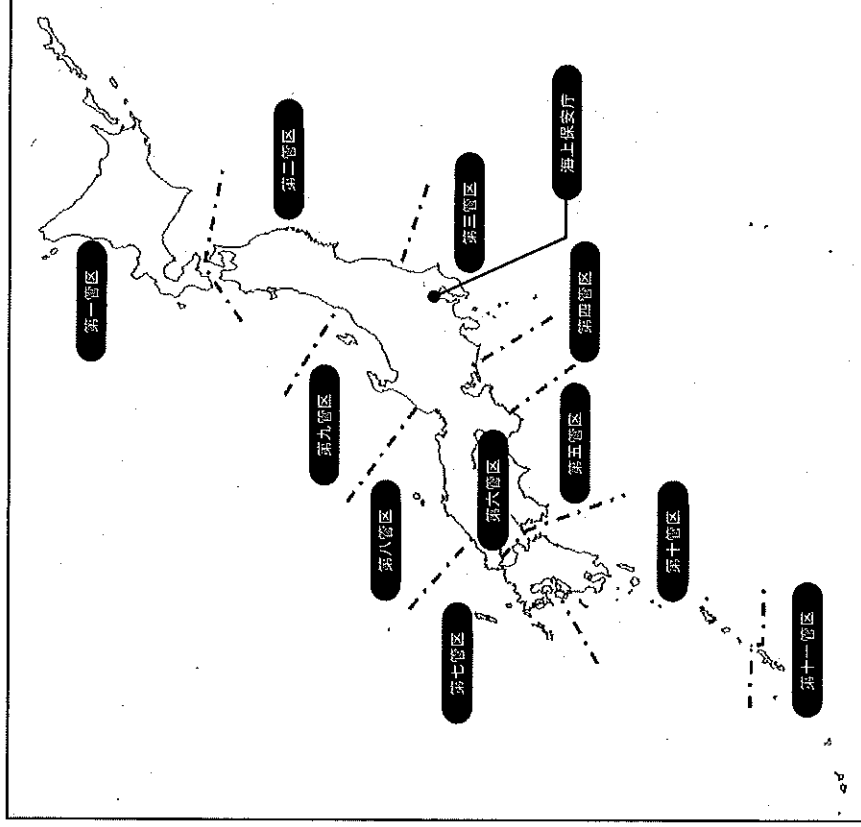 第一管区
第二管区
第三管区
海上保安庁
第四管区
第五管区
第六管区
第七管区
第八管区
第九管区
第十管区
第十一管区